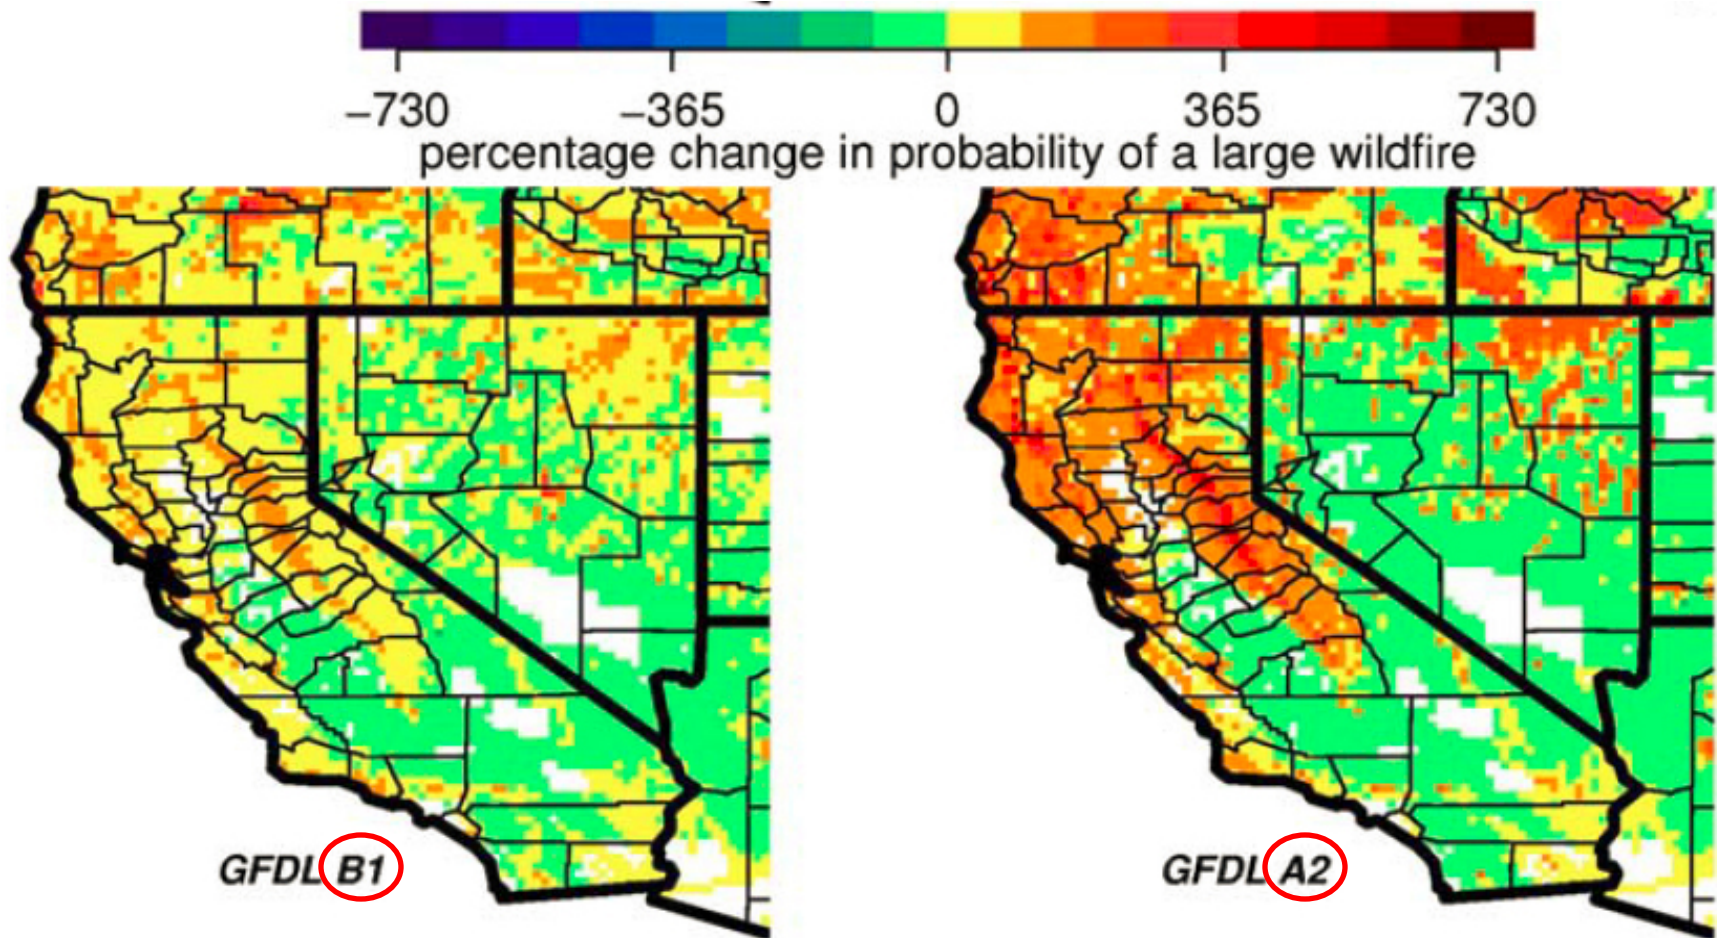 −730 −365 0 365 730
percentage change in probability of a large wildfire
GFDL B1
GFDL A2